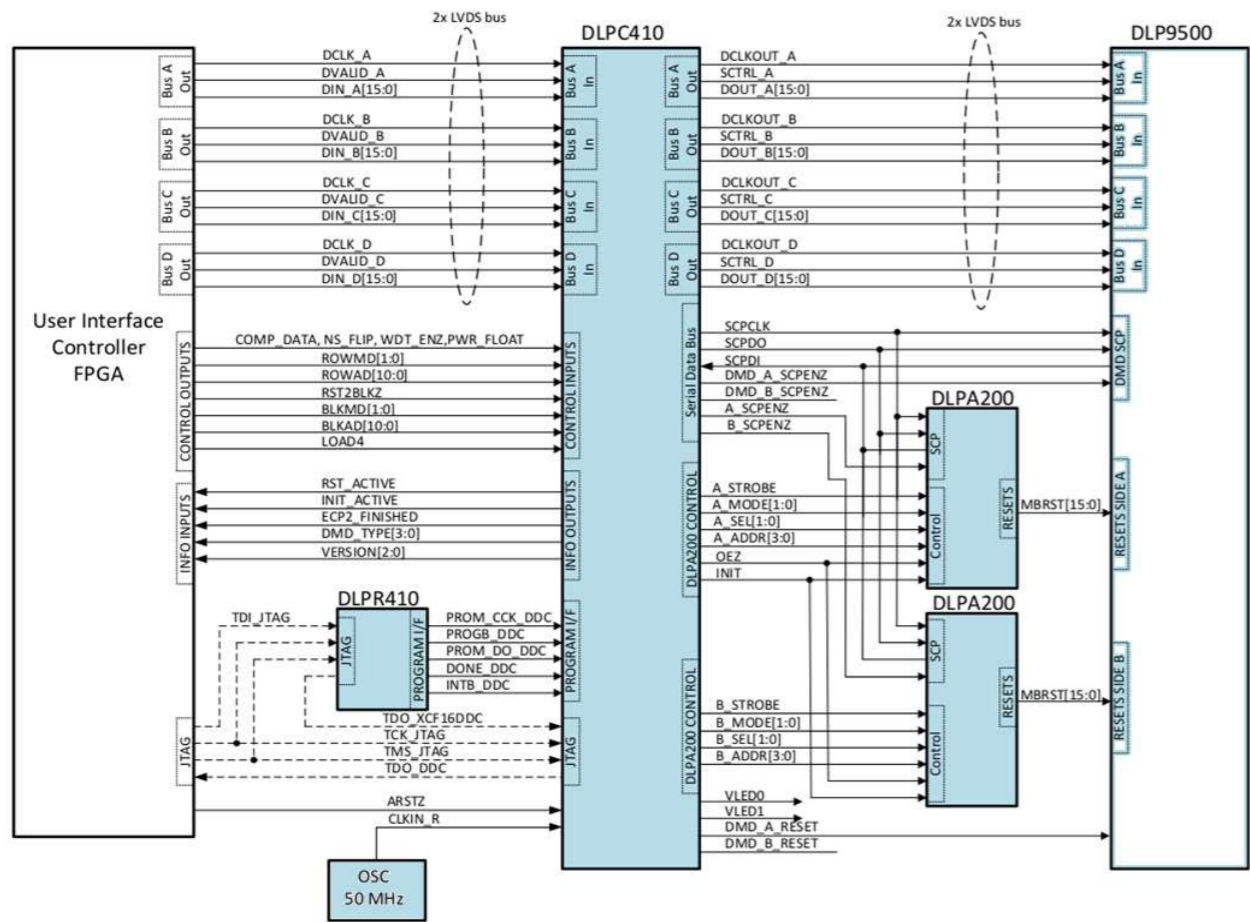 2x LVDS bus
DLPC410
2x LVDS bus
DLP9500
User Interface
Controller
FPGA
Bus A
Out
DCLK_A
DVALID_A
DIN_A[15:0]
Bus A
In
Bus B
Out
DCLK_B
DVALID_B
DIN_B[15:0]
Bus B
In
Bus C
Out
DCLK_C
DVALID_C
DIN_C[15:0]
Bus C
In
Bus D
Out
DCLK_D
DVALID_D
DIN_D[15:0]
Bus D
In
CONTROL OUTPUTS
COMP_DATA, NS_FLIP, WDT_ENZ,PWR_FLOAT
ROWMD[1:0]
ROWAD[10:0]
RST2BLKZ
BLKMD[1:0]
BLKAD[10:0]
LOAD4
CONTROL INPUTS
INFO INPUTS
RST_ACTIVE
INIT_ACTIVE
ECP2_FINISHED
DMD_TYPE[3:0]
VERSION[2:0]
INFO OUTPUTS
DLPR410
TDI_JTAG
JTAG
PROGRAM I/F
PROM_CCK_DDC
PROGB_DDC
PROM_DO_DDC
DONE_DDC
INTB_DDC
PROGRAM I/F
JTAG
TDO_XCF16DDC
TCK_JTAG
TMS_JTAG
TDO_DDC
JTAG
ARSTZ
CLKIN_R
OSC
50 MHz
Bus A
Out
DCLKOUT_A
SCTRL_A
DOUT_A[15:0]
Bus A
In
Bus B
Out
DCLKOUT_B
SCTRL_B
DOUT_B[15:0]
Bus B
In
Bus C
Out
DCLKOUT_C
SCTRL_C
DOUT_C[15:0]
Bus C
In
Bus D
Out
DCLKOUT_D
SCTRL_D
DOUT_D[15:0]
Bus D
In
Serial Data Bus
SCPCLK
SCPDO
SCPDI
DMD_A_SCPENZ
DMD_B_SCPENZ
A_SCPENZ
B_SCPENZ
DMD SCP
DLPA200
SCP
Control
RESETS
MBRST[15:0]
RESETS SIDE A
DLPA200 CONTROL
A_STROBE
A_MODE[1:0]
A_SEL[1:0]
A_ADDR[3:0]
OEZ
INIT
DLPA200
SCP
Control
RESETS
MBRST[15:0]
RESETS SIDE B
DLPA200 CONTROL
B_STROBE
B_MODE[1:0]
B_SEL[1:0]
B_ADDR[3:0]
VLED0
VLED1
DMD_A_RESET
DMD_B_RESET